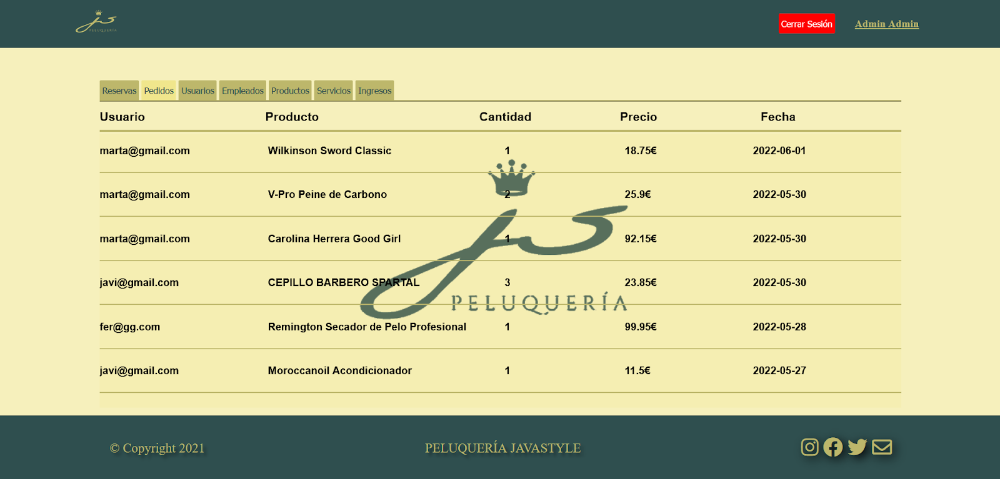 js
PELUQUERÍA
Cerrar Sesión
Admin Admin
Reservas Pedidos Usuarios Empleados Productos Servicios Ingresos
Usuario Producto Cantidad Precio Fecha
marta@gmail.com Wilkinson Sword Classic 1 18.75€ 2022-06-01
marta@gmail.com V-Pro Peine de Carbono 2 25.9€ 2022-05-30
marta@gmail.com Carolina Herrera Good Girl 1 92.15€ 2022-05-30
js
javi@gmail.com CEPILLO BARBERO SPARTAL 3 23.85€ 2022-05-30
PELUQUERÍA
fer@gg.com Remington Secador de Pelo Profesional 1 99.95€ 2022-05-28
javi@gmail.com Moroccanoil Acondicionador 1 11.5€ 2022-05-27
© Copyright 2021 PELUQUERÍA JAVASTYLE